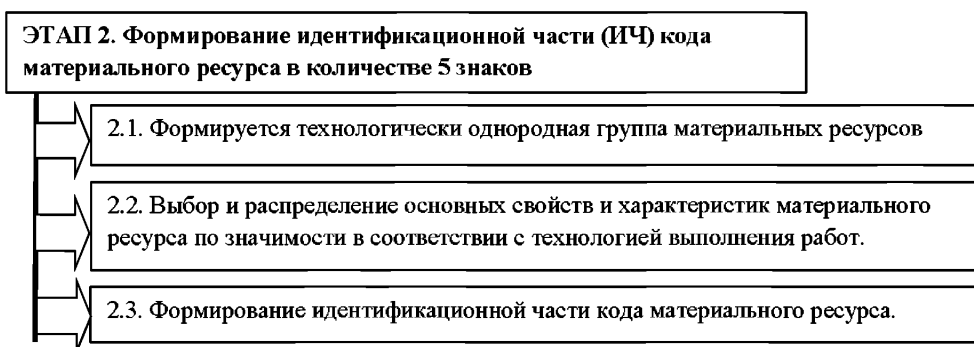 ЭТАП 2. Формирование идентификационной части (ИЧ) кода
материального ресурса в количестве 5 знаков
2.1. Формируется технологически однородная группа материальных ресурсов
2.2. Выбор и распределение основных свойств и характеристик материального
ресурса по значимости в соответствии с технологией выполнения работ.
2.3. Формирование идентификационной части кода материального ресурса.